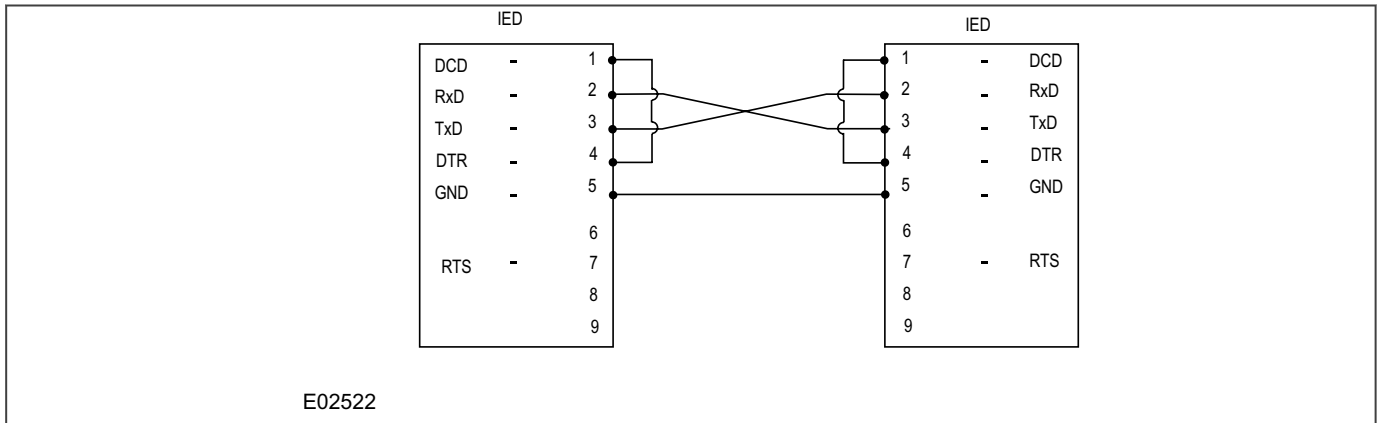 IED IED
DCD - 1 1 - DCD
RxD - 2 2 - RxD
TxD - 3 3 - TxD
DTR - 4 4 - DTR
GND - 5 5 - GND
6 6
RTS - 7 7 - RTS
8 8
9 9
E02522